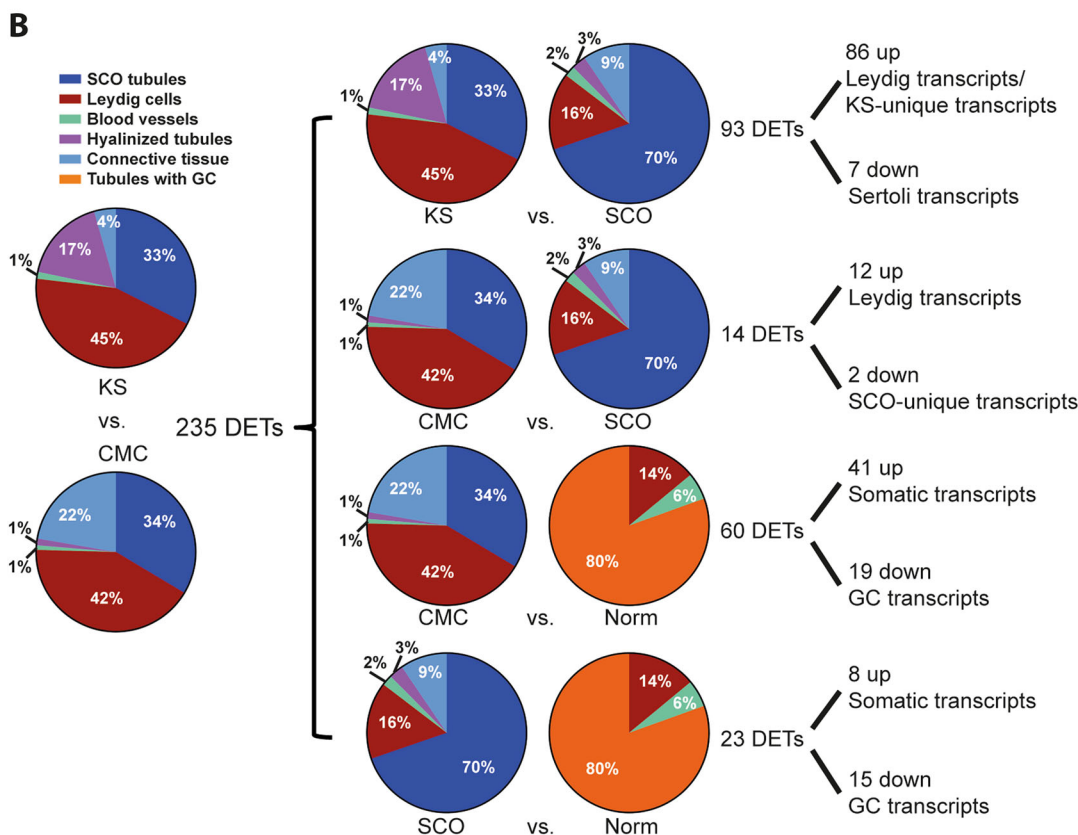 B
SCO tubules
Leydig cells
Blood vessels
Hyalinized tubules
Connective tissue
Tubules with GC
4%
17%
33%
1%
45%
KS
vs.
CMC
22%
34%
1%
1%
42%
235 DETs
4%
17%
33%
1%
45%
KS
vs.
3%
2%
9%
16%
70%
SCO
93 DETs
86 up
Leydig transcripts/
KS-unique transcripts
7 down
Sertoli transcripts
22%
34%
1%
1%
42%
CMC
vs.
3%
2%
9%
16%
70%
SCO
14 DETs
12 up
Leydig transcripts
2 down
SCO-unique transcripts
22%
34%
1%
1%
42%
CMC
vs.
14%
6%
80%
Norm
60 DETs
41 up
Somatic transcripts
19 down
GC transcripts
3%
2%
9%
16%
70%
SCO
vs.
14%
6%
80%
Norm
23 DETs
8 up
Somatic transcripts
15 down
GC transcripts